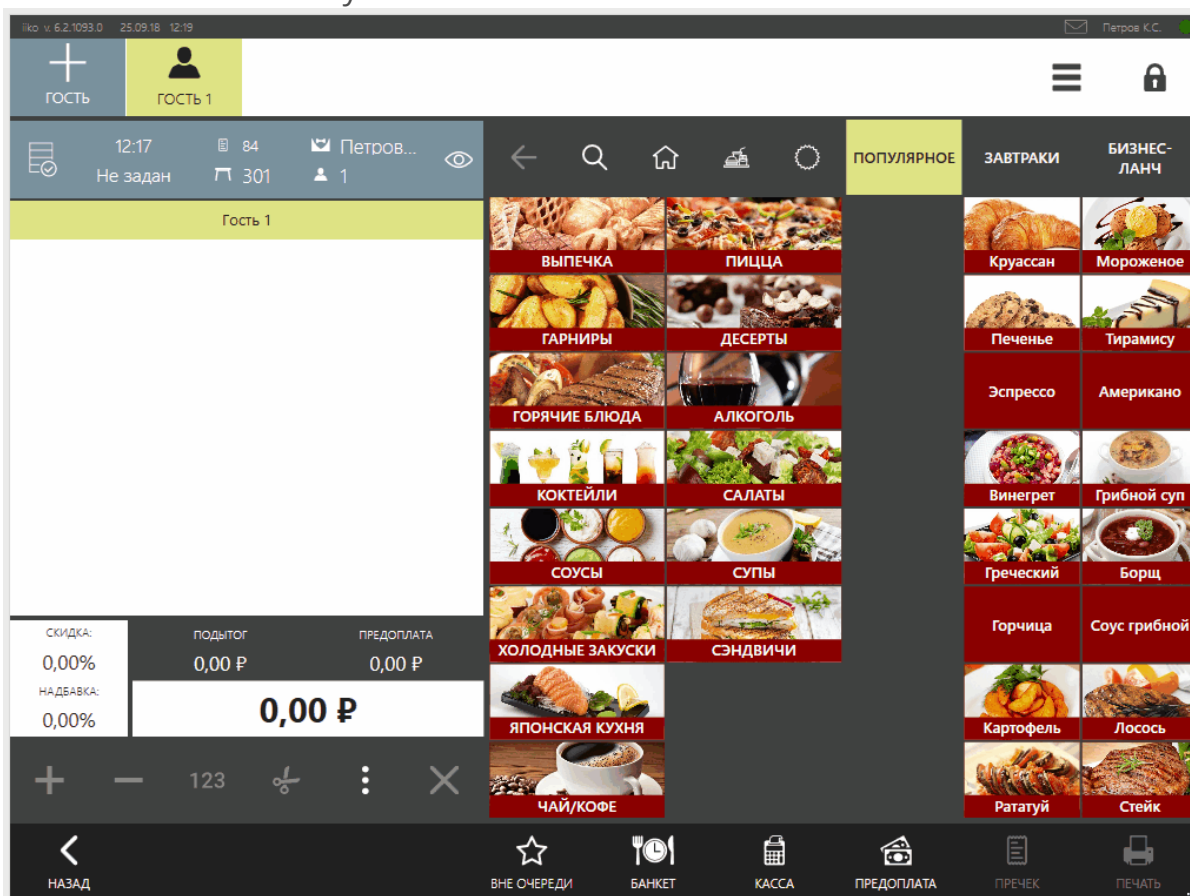 iiko v. 6.2.1093.0 25.09.18 12:19 Петров К.С.
ГОСТЬ
ГОСТЬ 1
12:17 84 Петров...
Не задан 301 1
ПОПУЛЯРНОЕ
ЗАВТРАКИ
БИЗНЕС-
ЛАНЧ
Гость 1
ВЫПЕЧКА ПИЦЦА Круассан Мороженое
ГАРНИРЫ ДЕСЕРТЫ Печенье Тирамису
ГОРЯЧИЕ БЛЮДА АЛКОГОЛЬ Эспрессо Американо
КОКТЕЙЛИ САЛАТЫ Винегрет Грибной суп
СОУСЫ СУПЫ Греческий Борщ
ХОЛОДНЫЕ ЗАКУСКИ СЭНДВИЧИ Горчица Соус грибной
ЯПОНСКАЯ КУХНЯ Картофель Лосось
ЧАЙ/КОФЕ Рататуй Стейк
СКИДКА: ПОДЫТОГ ПРЕДОПЛАТА
0,00% 0,00 ₽ 0,00 ₽
НАДБАВКА:
0,00% 0,00 ₽
123
НАЗАД ВНЕ ОЧЕРЕДИ БАНКЕТ КАССА ПРЕДОПЛАТА ПРЕЧЕК ПЕЧАТЬ